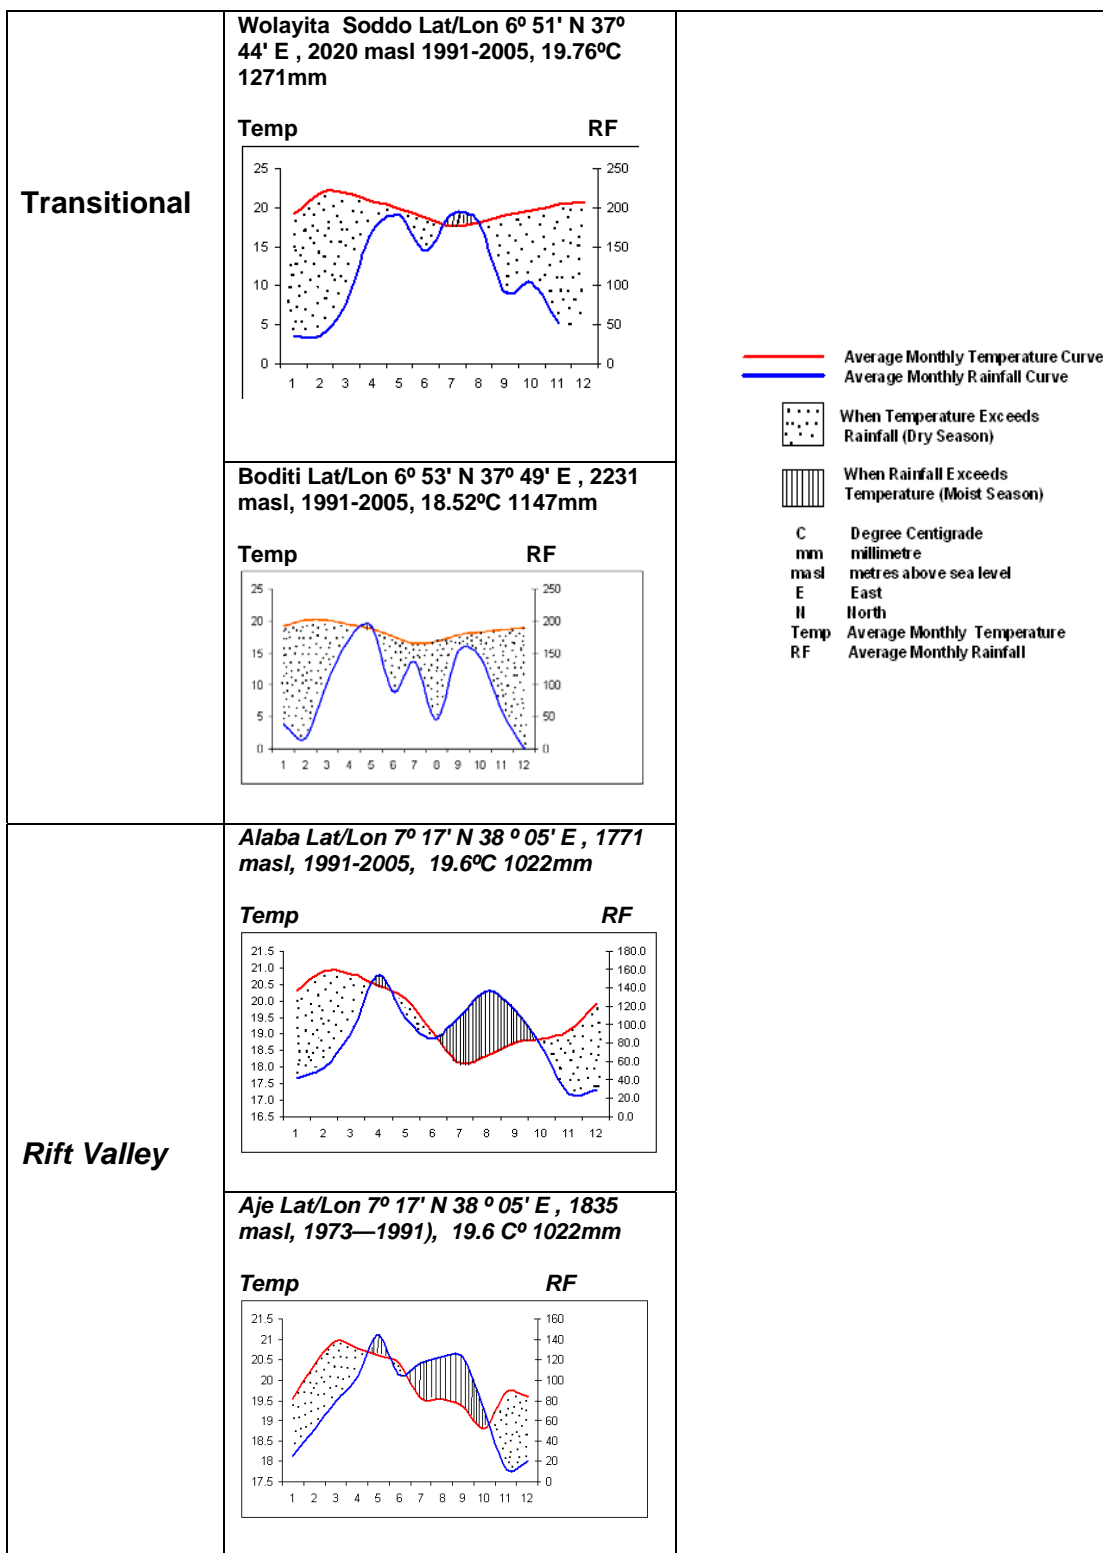 Transitional
Wolayita Soddo Lat/Lon 6º 51' N 37º
44' E , 2020 masl 1991-2005, 19.76ºC
1271mm
Temp RF
25 250
20 200
15 150
10 100
5 50
0 0
1 2 3 4 5 6 7 8 9 10 11 12
Boditi Lat/Lon 6º 53' N 37º 49' E , 2231
masl, 1991-2005, 18.52ºC 1147mm
Temp RF
25 250
20 200
15 150
10 100
5 50
0 0
1 2 3 4 5 6 7 8 9 10 11 12
Rift Valley
Alaba Lat/Lon 7º 17' N 38 º 05' E , 1771
masl, 1991-2005, 19.6ºC 1022mm
Temp RF
21.5 180.0
21.0 160.0
20.5 140.0
20.0 120.0
19.5 100.0
19.0 80.0
18.5 60.0
18.0 40.0
17.5 20.0
17.0 0.0
16.5
1 2 3 4 5 6 7 8 9 10 11 12
Aje Lat/Lon 7º 17' N 38 º 05' E , 1835
masl, 1973—1991), 19.6 Cº 1022mm
Temp RF
21.5 160
21 140
20.5 120
20 100
19.5 80
19 60
18.5 40
18 20
17.5 0
1 2 3 4 5 6 7 8 9 10 11 12
Average Monthly Temperature Curve
Average Monthly Rainfall Curve
When Temperature Exceeds
Rainfall (Dry Season)
When Rainfall Exceeds
Temperature (Moist Season)
C Degree Centigrade
mm millimetre
masl metres above sea level
E East
N North
Temp Average Monthly Temperature
RF Average Monthly Rainfall